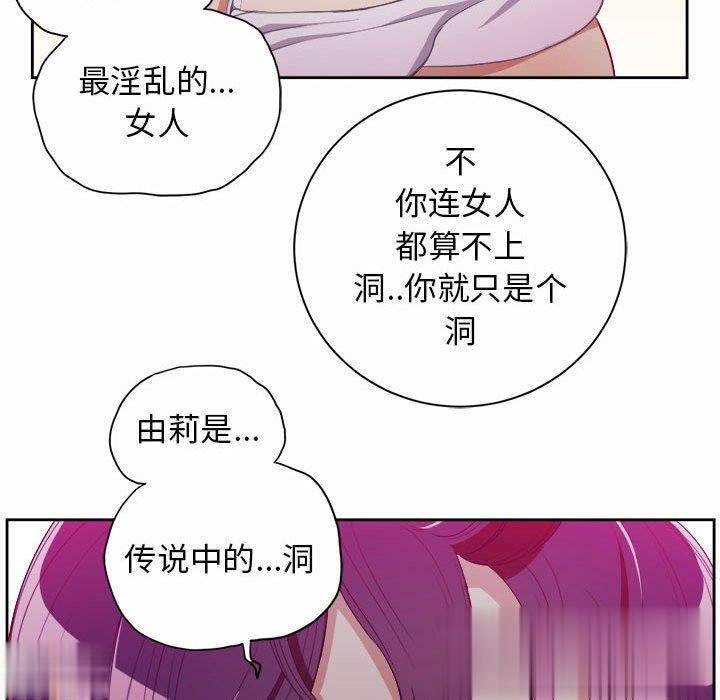 最淫乱的...
女人
不
你连女人
都算不上
洞..你就只是个
洞
由莉是...
传说中的...洞